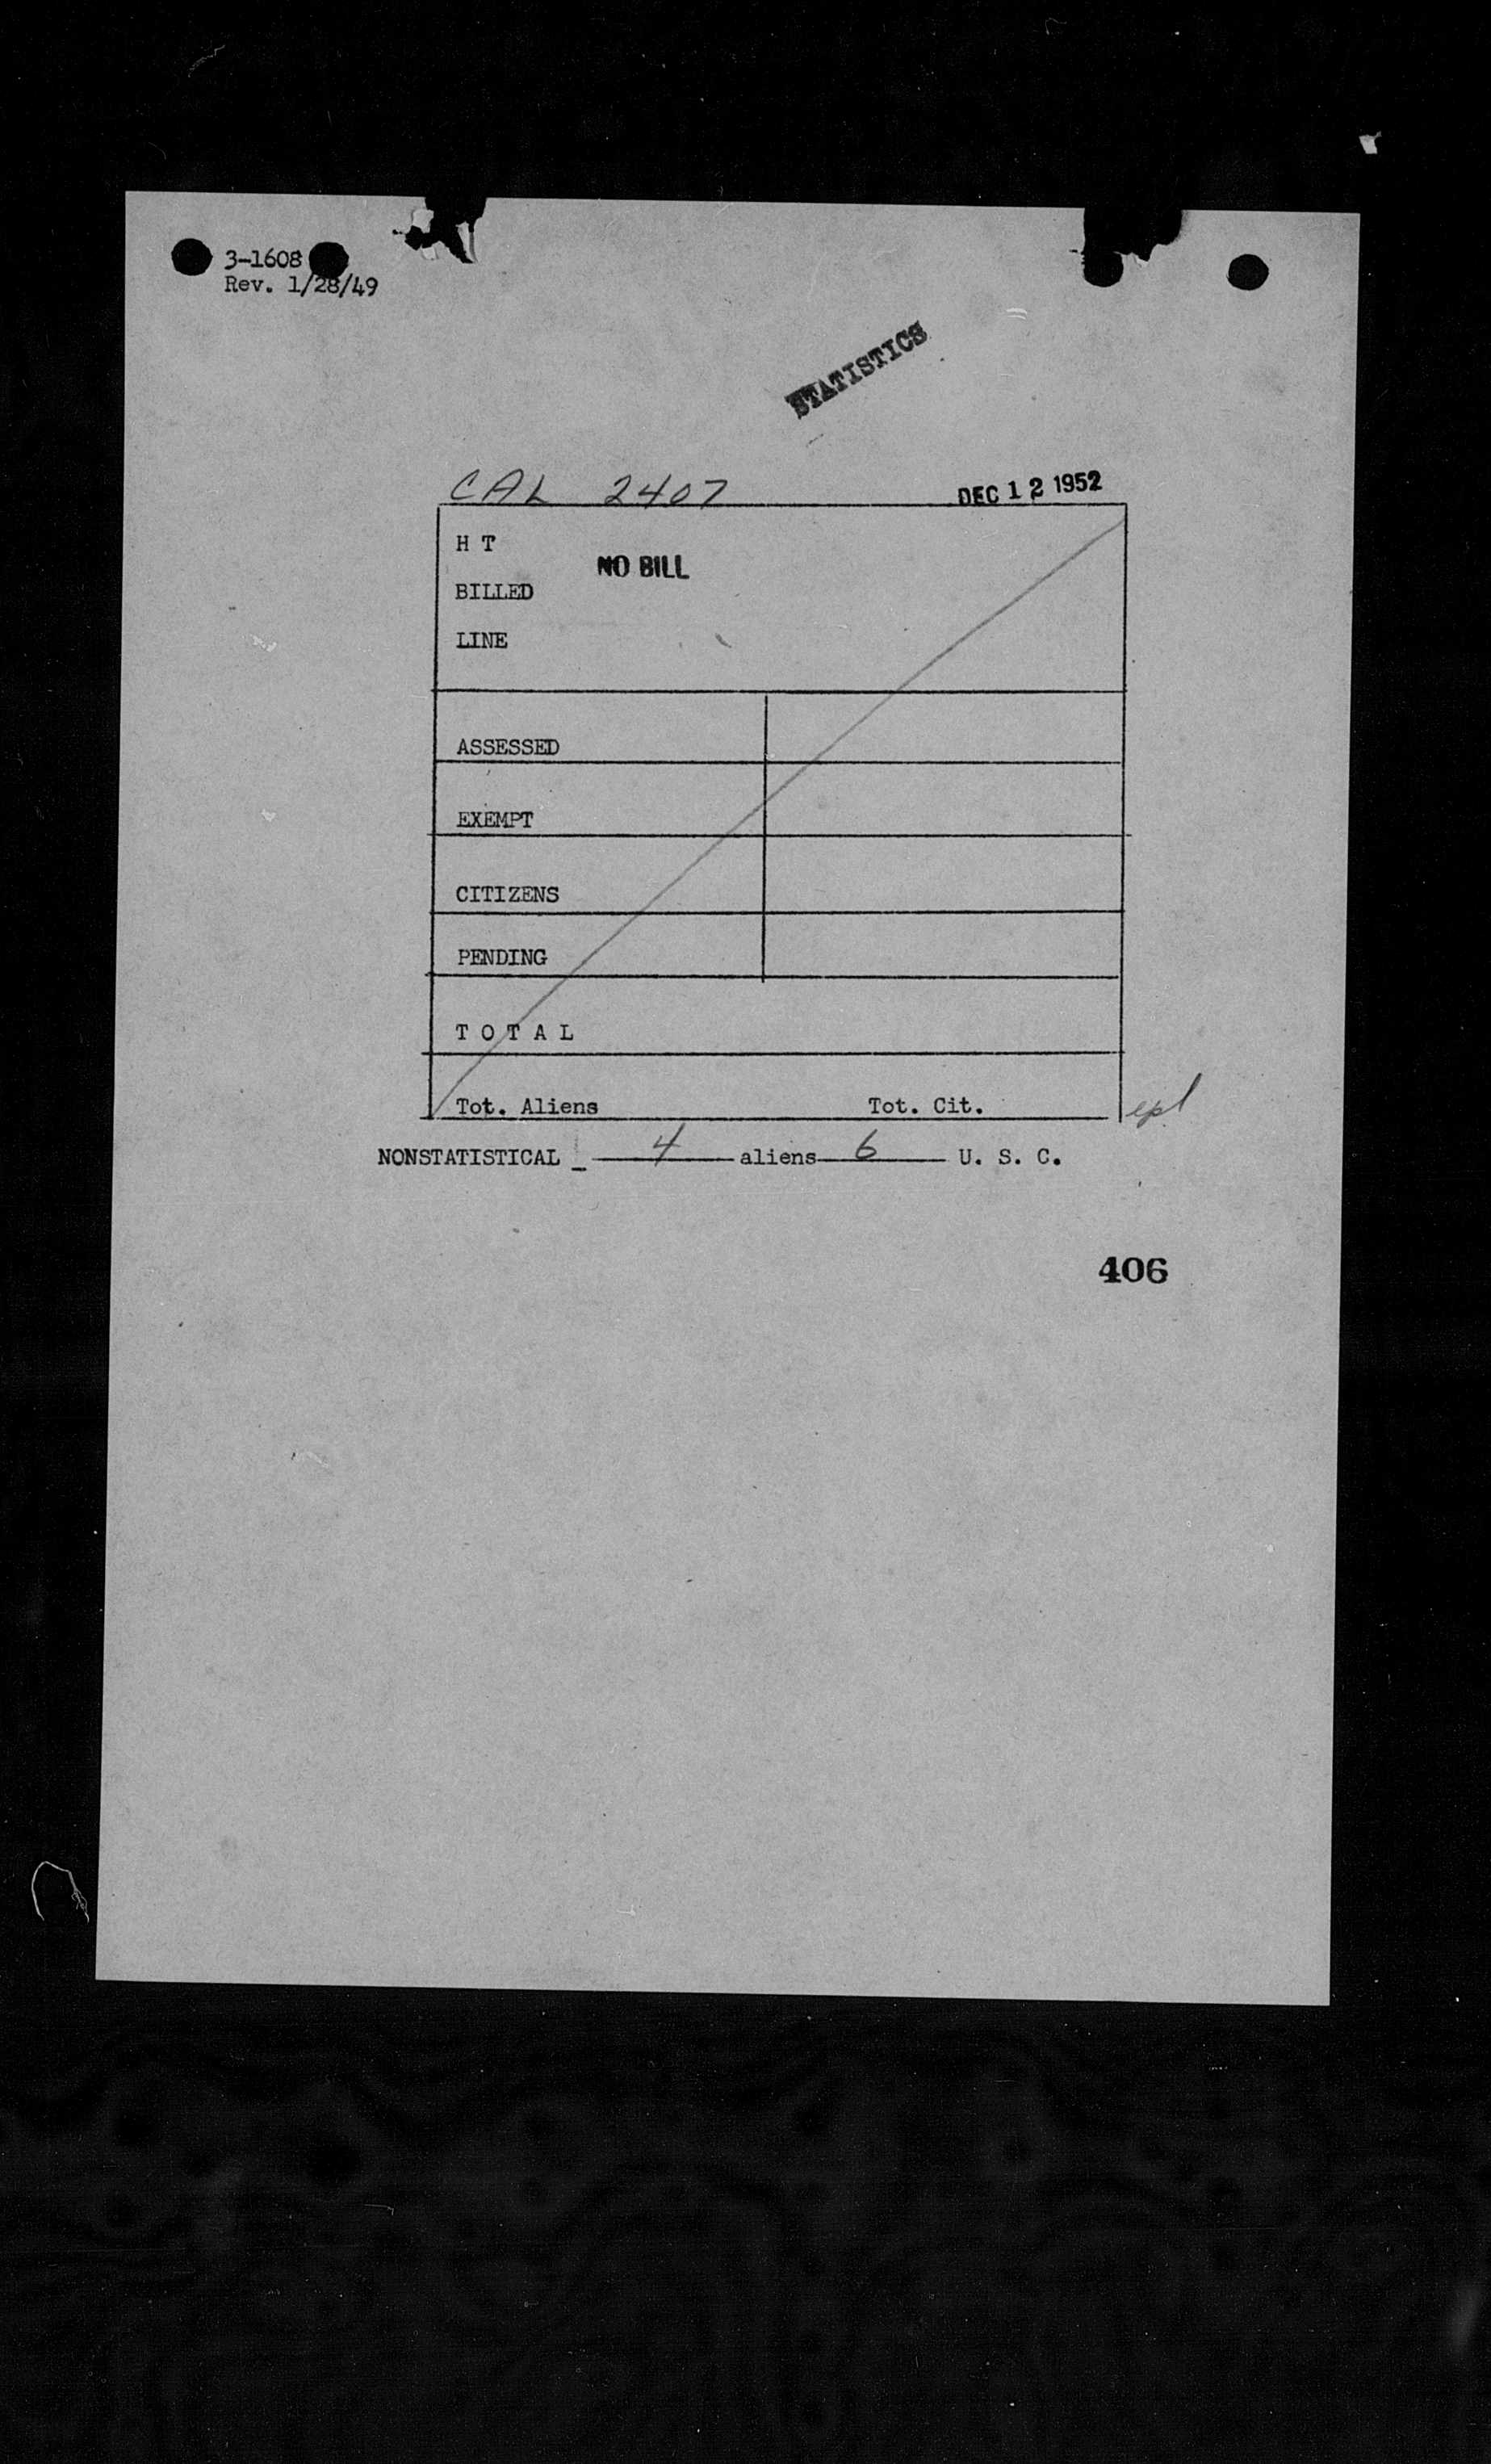 3-1608
Rev. 1/28/49
STATISTICS
CAL 2407 DEC 12 1952
H T
NO BILL
BILLED
LINE
ASSESSED
EXEMPT
CITIZENS
PENDING
T O T A L
Tot. Aliens Tot. Cit.
NONSTATISTICAL _ 4 aliens 6 U. S. C.
406